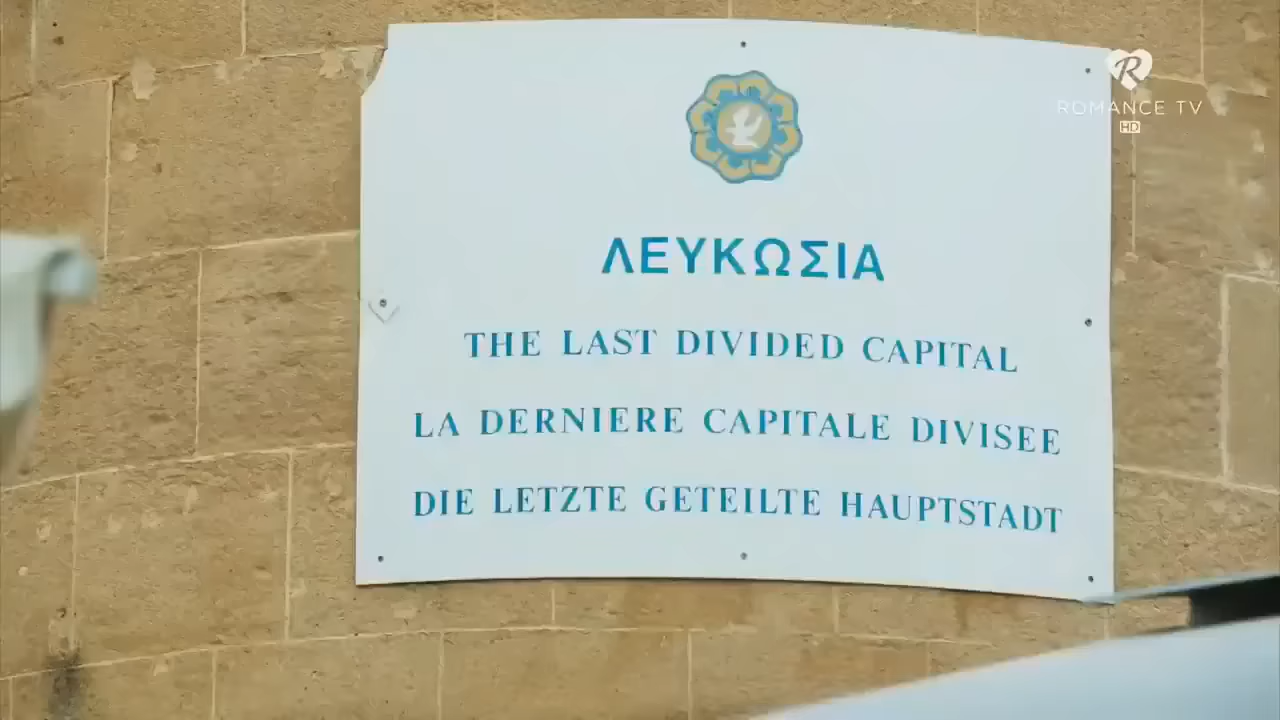 R
ROMANCE TV
HD
ΛΕΥΚΩΣΙΑ
THE LAST DIVIDED CAPITAL
LA DERNIERE CAPITALE DIVISEE
DIE LETZTE GETEILTE HAUPTSTADT